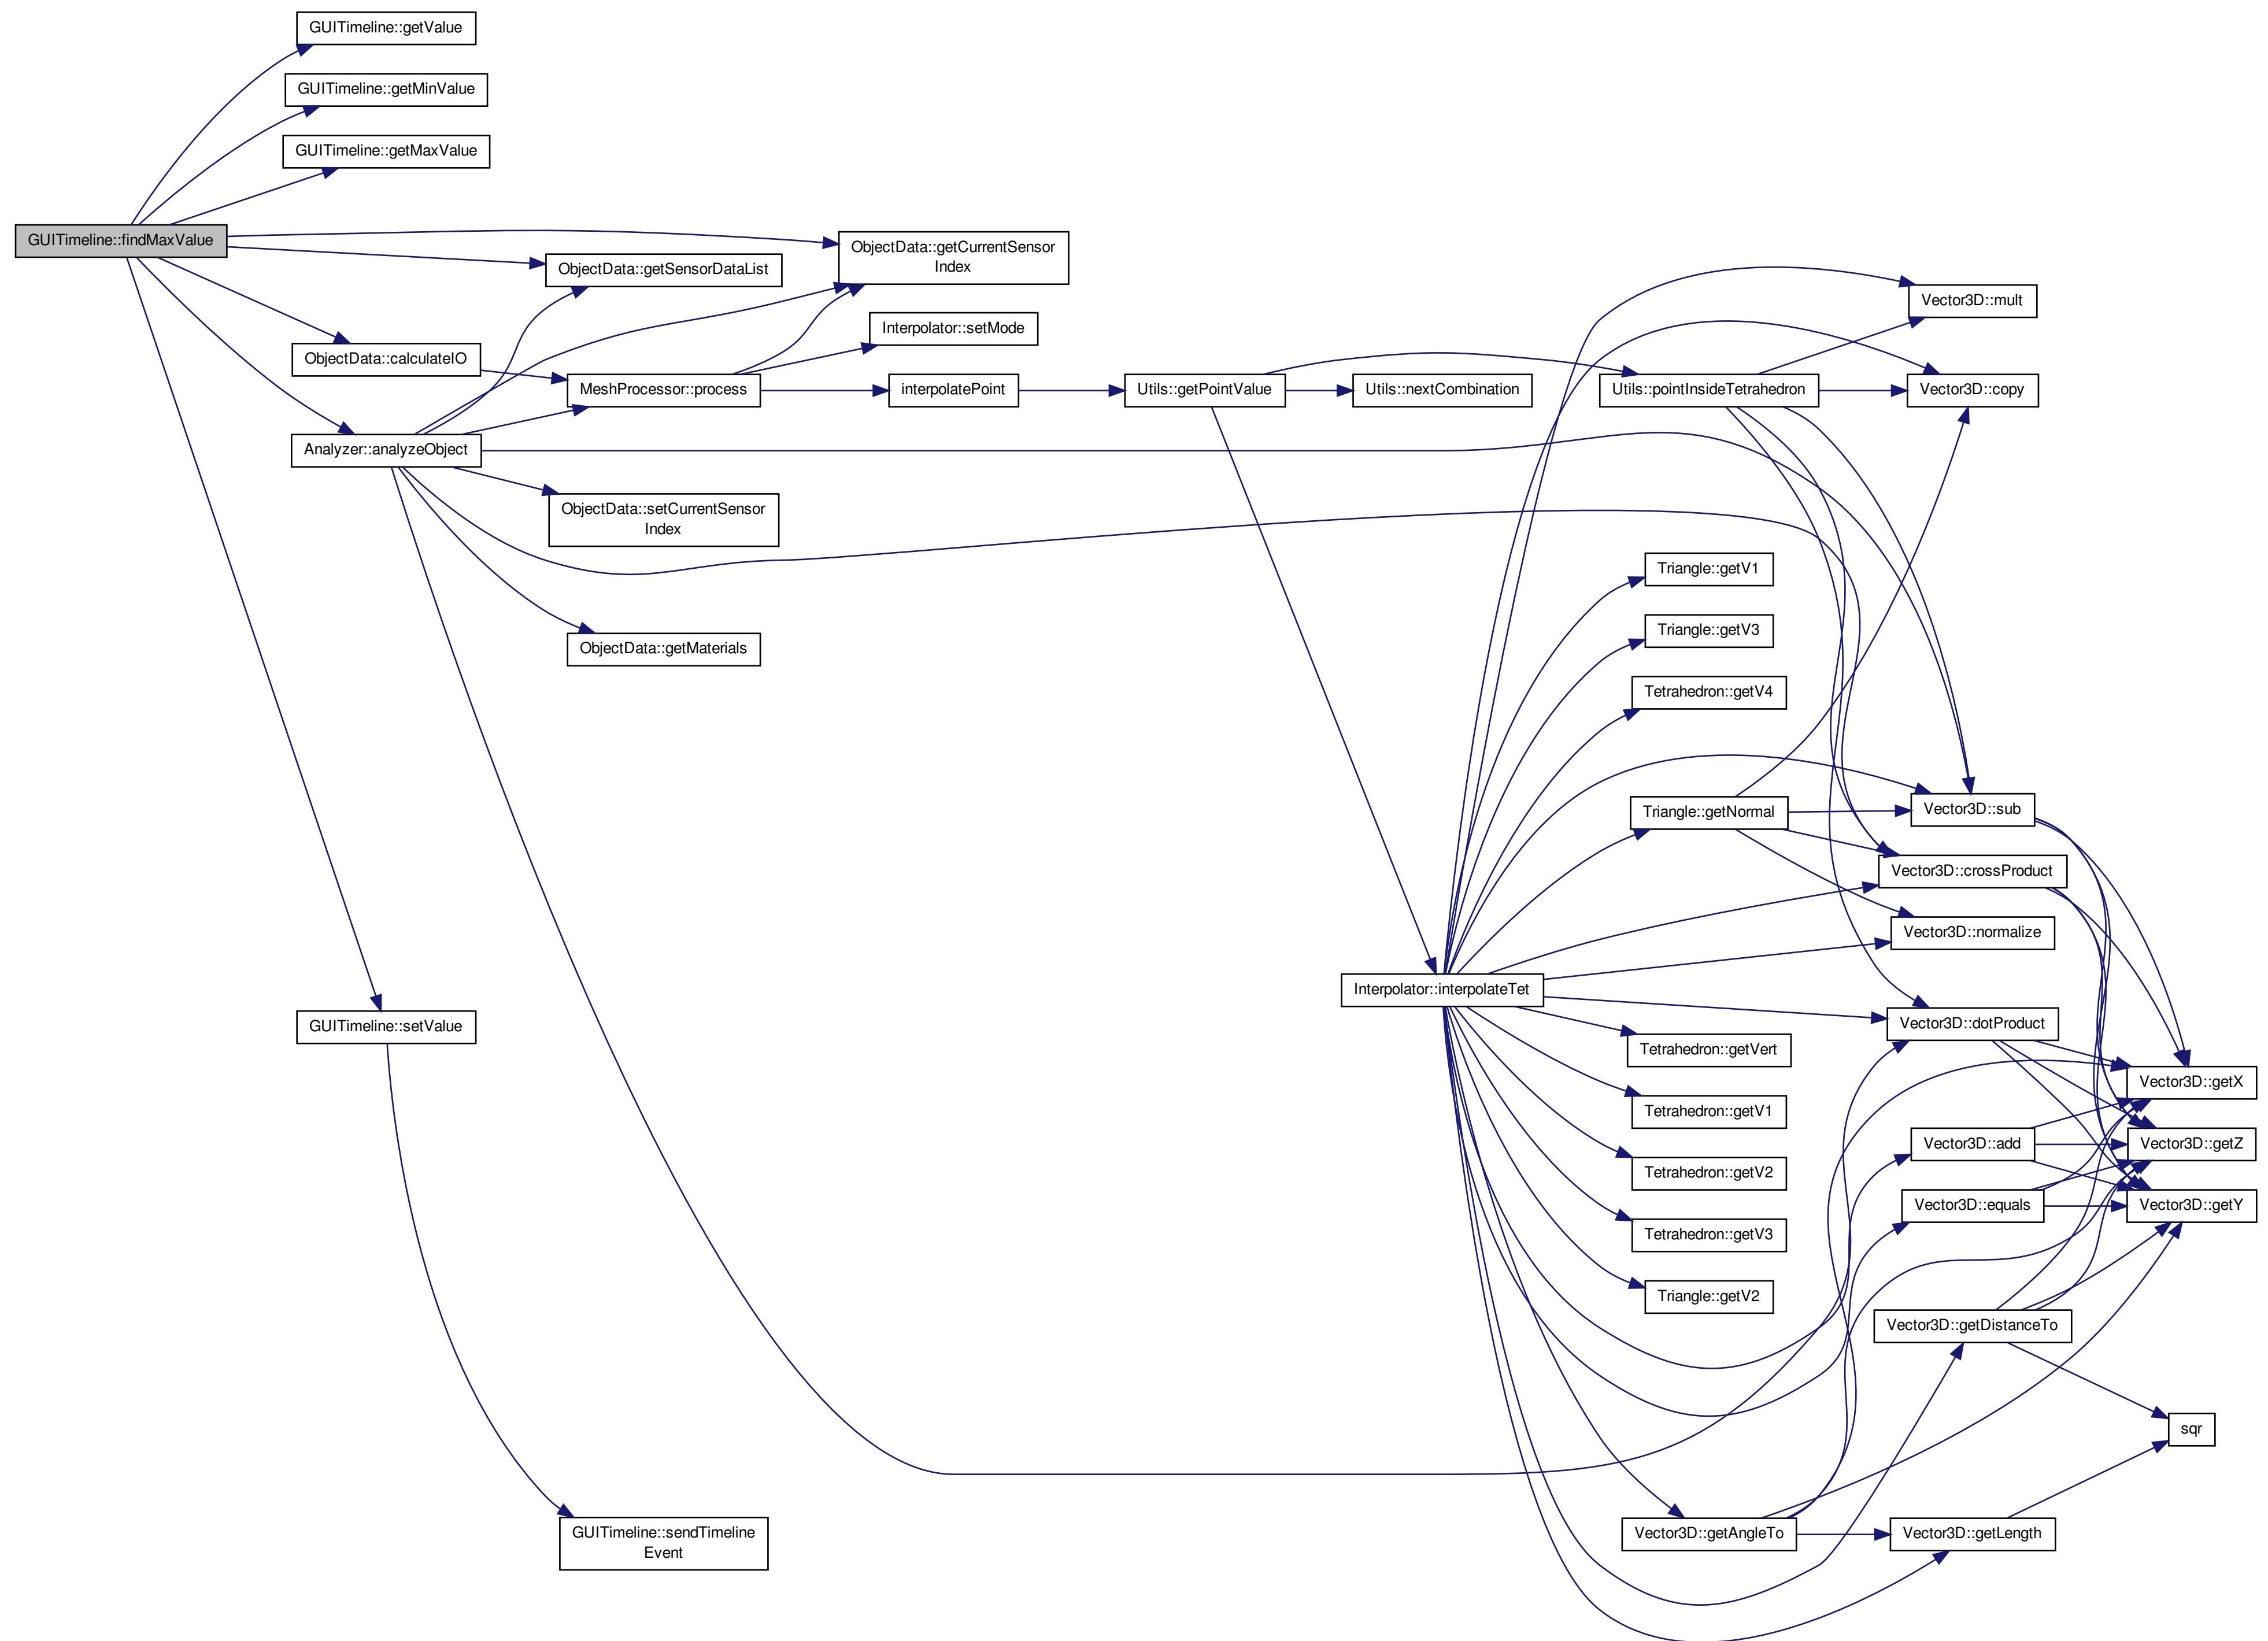 GUITimeline::getValue
GUITimeline::getMinValue
GUITimeline::getMaxValue
GUITimeline::findMaxValue
ObjectData::getCurrentSensor
Index
ObjectData::getSensorDataList
Vector3D::mult
Interpolator::setMode
ObjectData::calculateIO
MeshProcessor::process
interpolatePoint
Utils::getPointValue
Utils::nextCombination
Utils::pointInsideTetrahedron
Vector3D::copy
Analyzer::analyzeObject
ObjectData::setCurrentSensor
Index
Triangle::getV1
Triangle::getV3
ObjectData::getMaterials
Tetrahedron::getV4
Triangle::getNormal
Vector3D::sub
Vector3D::crossProduct
Vector3D::normalize
Interpolator::interpolateTet
GUITimeline::setValue
Vector3D::dotProduct
Tetrahedron::getVert
Vector3D::getX
Tetrahedron::getV1
Vector3D::add
Vector3D::getZ
Tetrahedron::getV2
Vector3D::equals
Vector3D::getY
Tetrahedron::getV3
Triangle::getV2
Vector3D::getDistanceTo
sqr
GUITimeline::sendTimeline
Event
Vector3D::getAngleTo
Vector3D::getLength